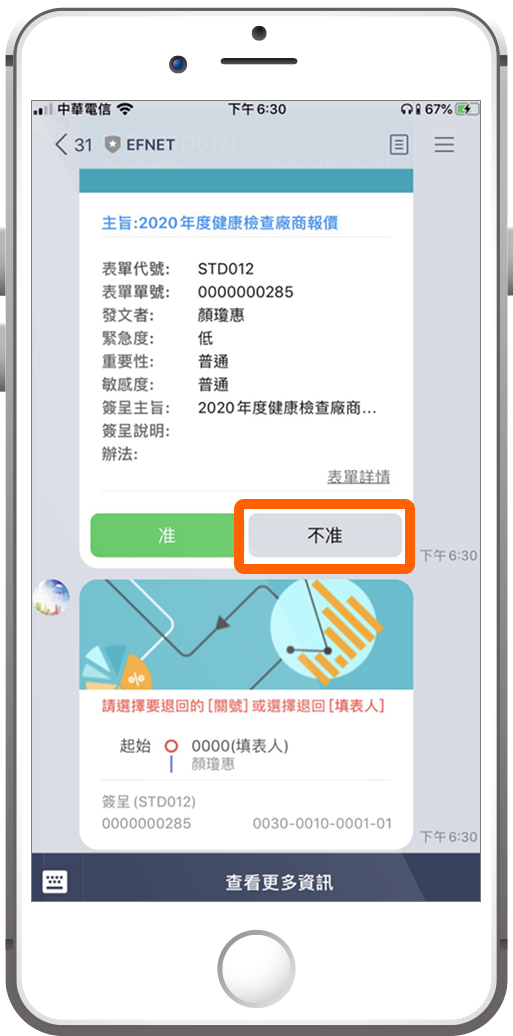 中華電信 下午6:30 67%
31 EFNET
主旨:2020年度健康檢查廠商報價
表單代號: STD012
表單單號: 0000000285
發文者: 顏瓊惠
緊急度: 低
重要性: 普通
敏感度: 普通
簽呈主旨: 2020年度健康檢查廠商...
簽呈說明:
辦法:
表單詳情
准 不准
下午6:30
%
請選擇要退回的[關號]或選擇退回[填表人]
起始 0000(填表人)
顏瓊惠
簽呈(STD012)
0000000285 0030-0010-0001-01
下午6:30
查看更多資訊